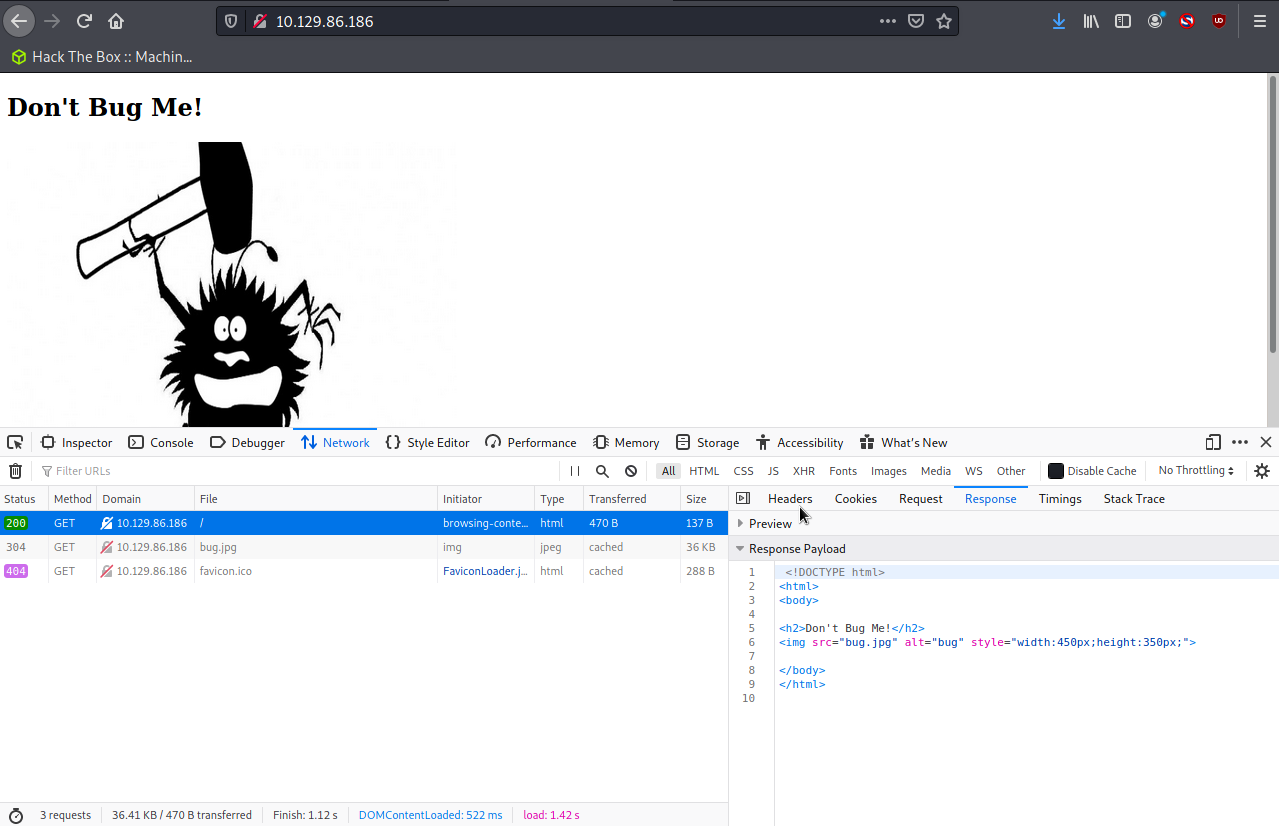 10.129.86.186
Hack The Box :: Machin...
Don't Bug Me!
Inspector Console Debugger Network Style Editor Performance Memory Storage Accessibility What's New
Filter URLs All HTML CSS JS XHR Fonts Images Media WS Other Disable Cache No Throttling
Status Method Domain File Initiator Type Transferred Size Headers Cookies Request Response Timings Stack Trace
200 GET 10.129.86.186 / browsing-conte... html 470 B 137 B Preview
304 GET 10.129.86.186 bug.jpg img jpeg cached 36 KB Response Payload
404 GET 10.129.86.186 favicon.ico FaviconLoader.j... html cached 288 B
1 <!DOCTYPE html>
2 <html>
3 <body>
4
5 <h2>Don't Bug Me!</h2>
6 <img src="bug.jpg" alt="bug" style="width:450px;height:350px;">
7
8 </body>
9 </html>
10
3 requests 36.41 KB / 470 B transferred Finish: 1.12 s DOMContentLoaded: 522 ms load: 1.42 s